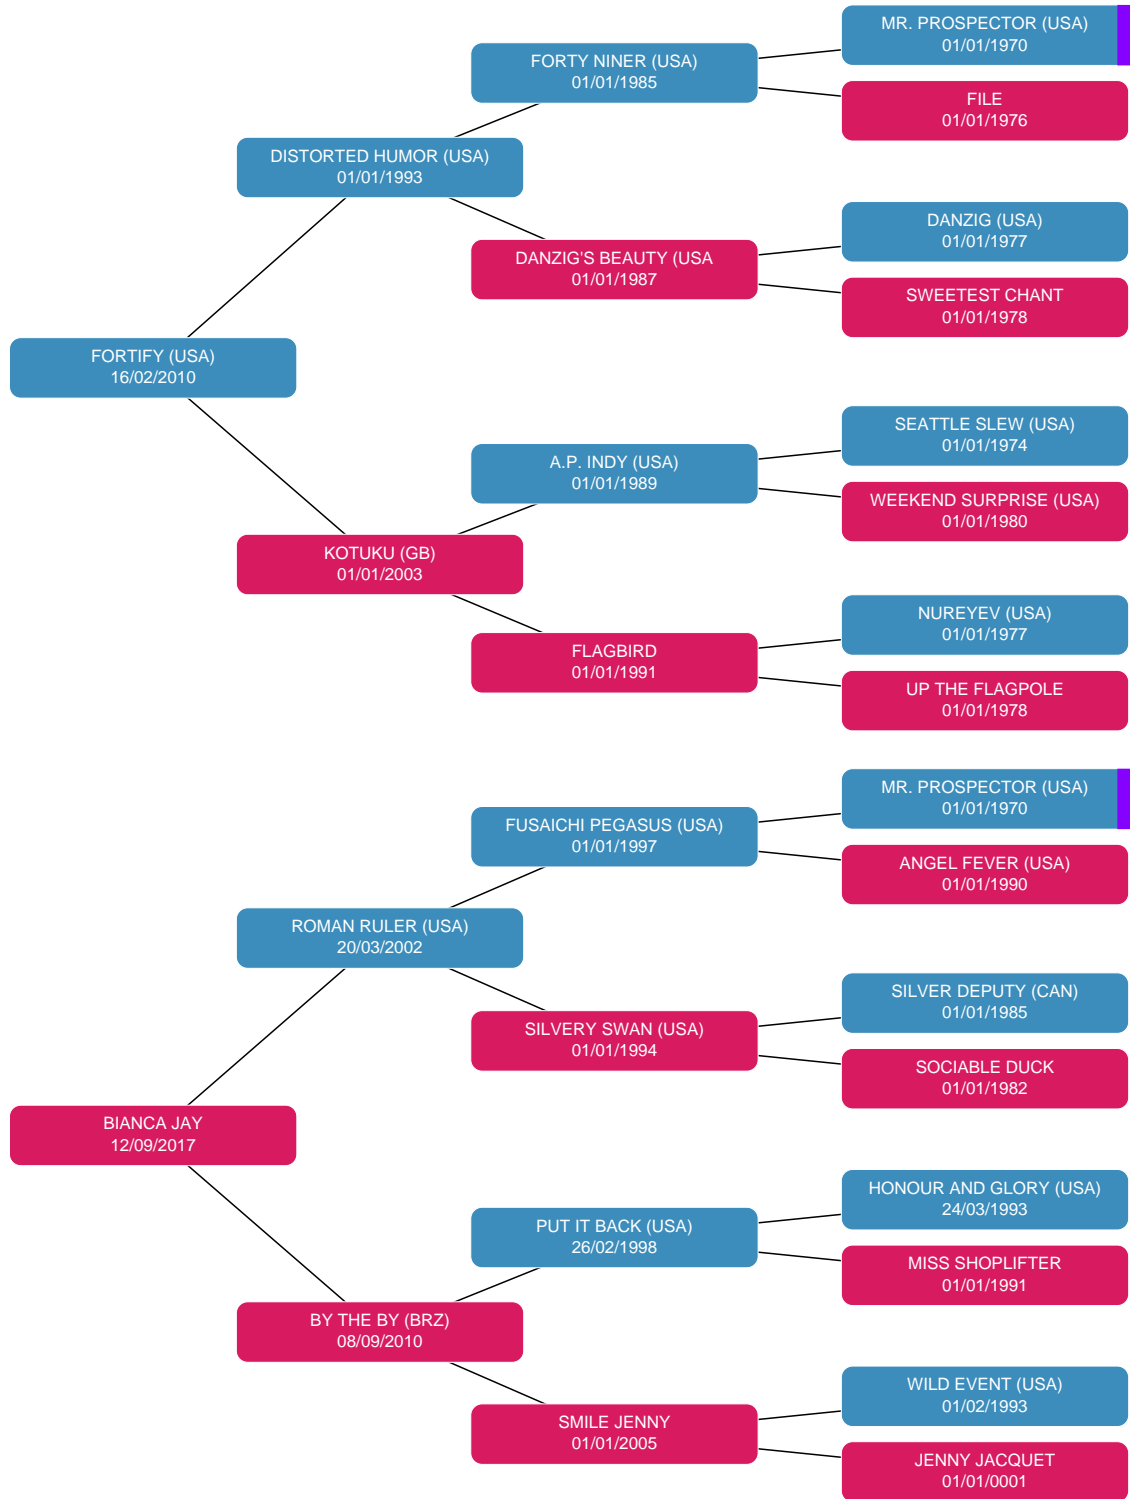 MR. PROSPECTOR (USA)
01/01/1970
FORTY NINER (USA)
01/01/1985
FILE
01/01/1976
DISTORTED HUMOR (USA)
01/01/1993
DANZIG (USA)
01/01/1977
DANZIG'S BEAUTY (USA
01/01/1987
SWEETEST CHANT
01/01/1978
FORTIFY (USA)
16/02/2010
SEATTLE SLEW (USA)
01/01/1974
A.P. INDY (USA)
01/01/1989
WEEKEND SURPRISE (USA)
01/01/1980
KOTUKU (GB)
01/01/2003
NUREYEV (USA)
01/01/1977
FLAGBIRD
01/01/1991
UP THE FLAGPOLE
01/01/1978
MR. PROSPECTOR (USA)
01/01/1970
FUSAICHI PEGASUS (USA)
01/01/1997
ANGEL FEVER (USA)
01/01/1990
ROMAN RULER (USA)
20/03/2002
SILVER DEPUTY (CAN)
01/01/1985
SILVERY SWAN (USA)
01/01/1994
SOCIABLE DUCK
01/01/1982
BIANCA JAY
12/09/2017
HONOUR AND GLORY (USA)
24/03/1993
PUT IT BACK (USA)
26/02/1998
MISS SHOPLIFTER
01/01/1991
BY THE BY (BRZ)
08/09/2010
WILD EVENT (USA)
01/02/1993
SMILE JENNY
01/01/2005
JENNY JACQUET
01/01/0001